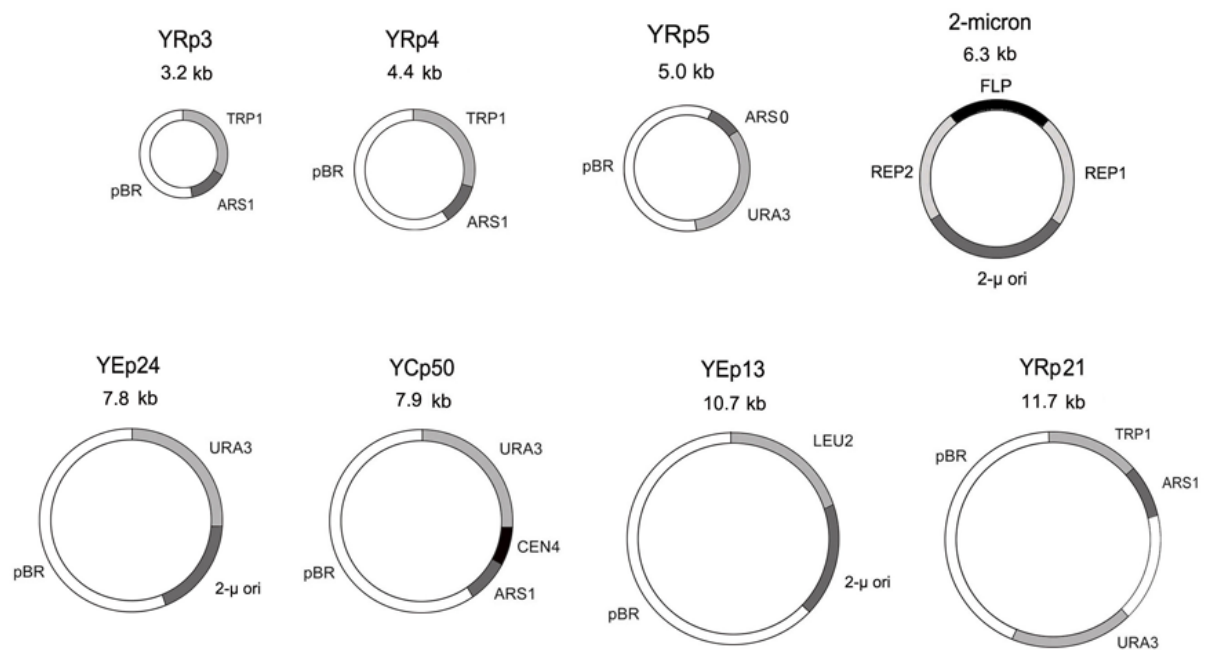 YRp3
3.2 kb
TRP1
pBR
ARS1
YRp4
4.4 kb
TRP1
pBR
ARS1
YRp5
5.0 kb
ARS0
pBR
URA3
2-micron
6.3 kb
FLP
REP2
REP1
2-μ ori
YEp24
7.8 kb
URA3
pBR
2-μ ori
YCp50
7.9 kb
URA3
CEN4
pBR
ARS1
YEp13
10.7 kb
LEU2
2-μ ori
pBR
YRp21
11.7 kb
TRP1
pBR
ARS1
URA3